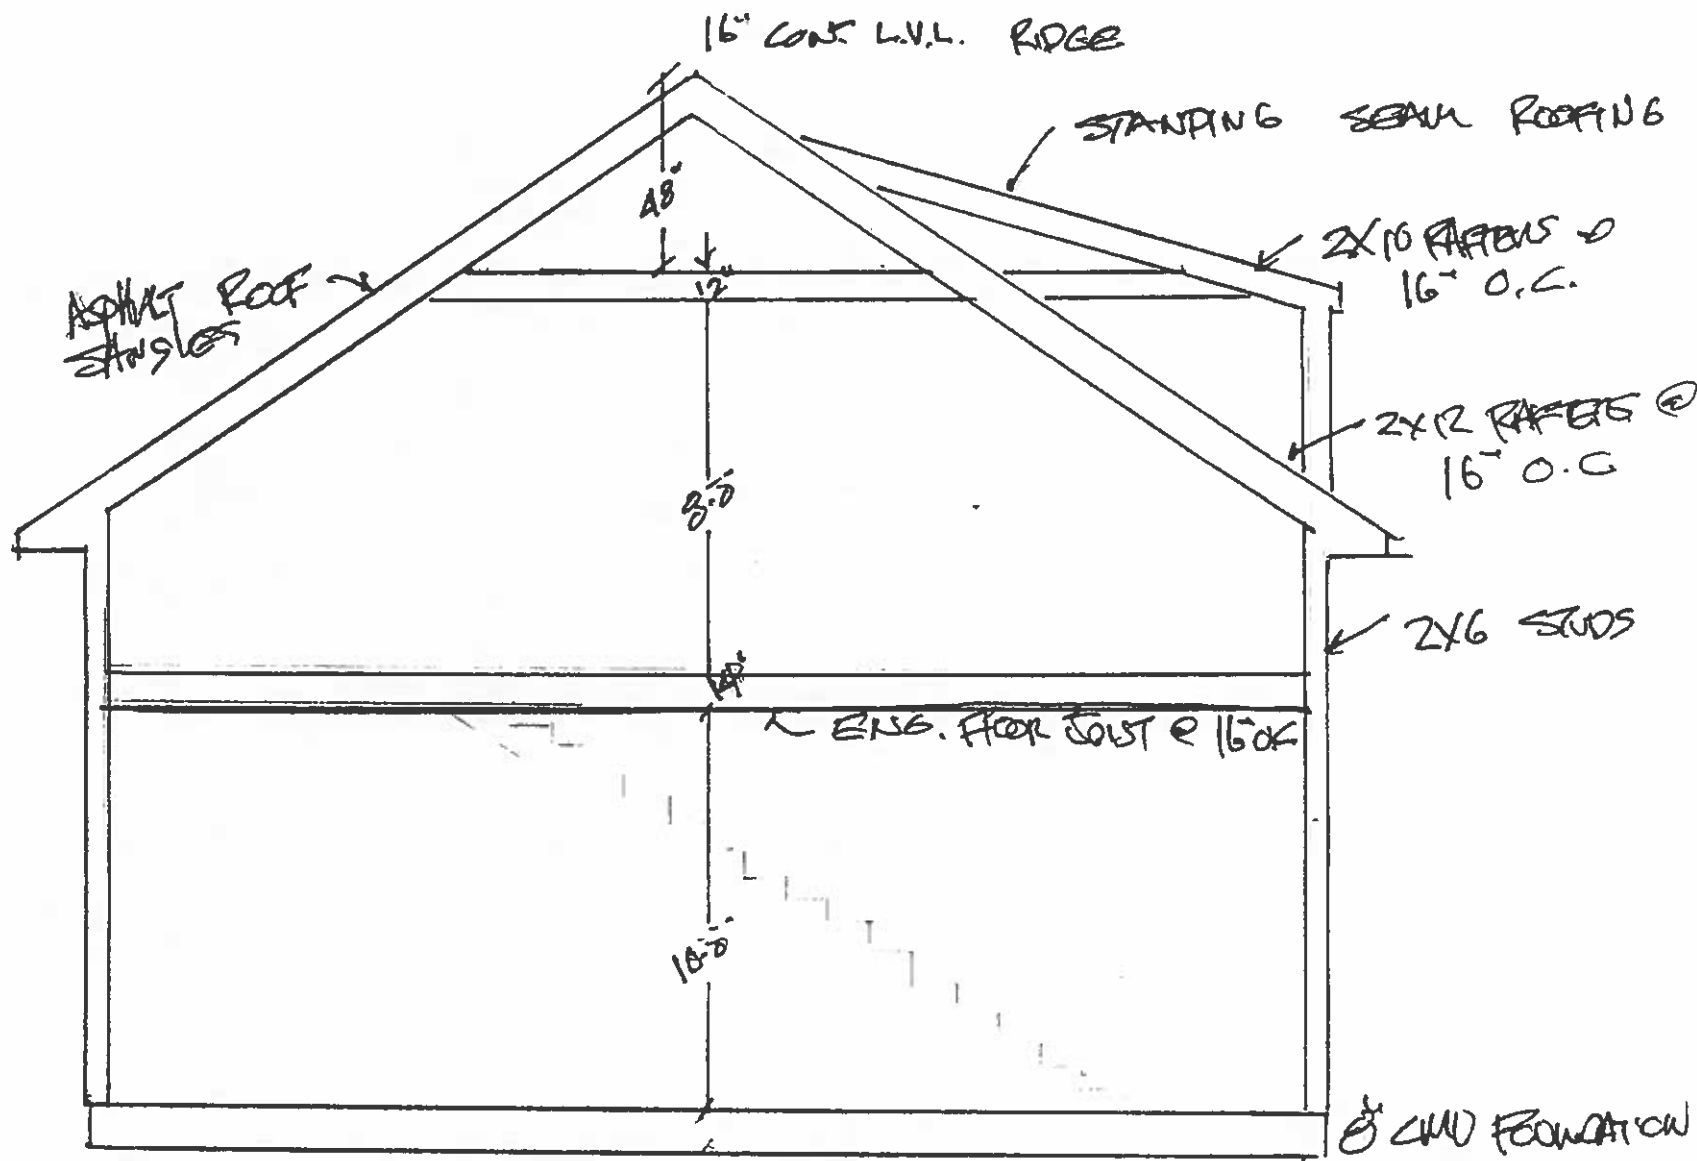 16" CONT L.V.L. RIDGE
STANDING SEAM ROOFING
48"
12"
2X10 RAFTERS @
16" O.C.
ASPHALT ROOF
SHINGLES
2X12 RAFTERS @
16" O.C
8'-0"
2X6 STUDS
ENG. FLOOR JOIST @ 16" OC
10'-0"
8" CMU FOUNDATION